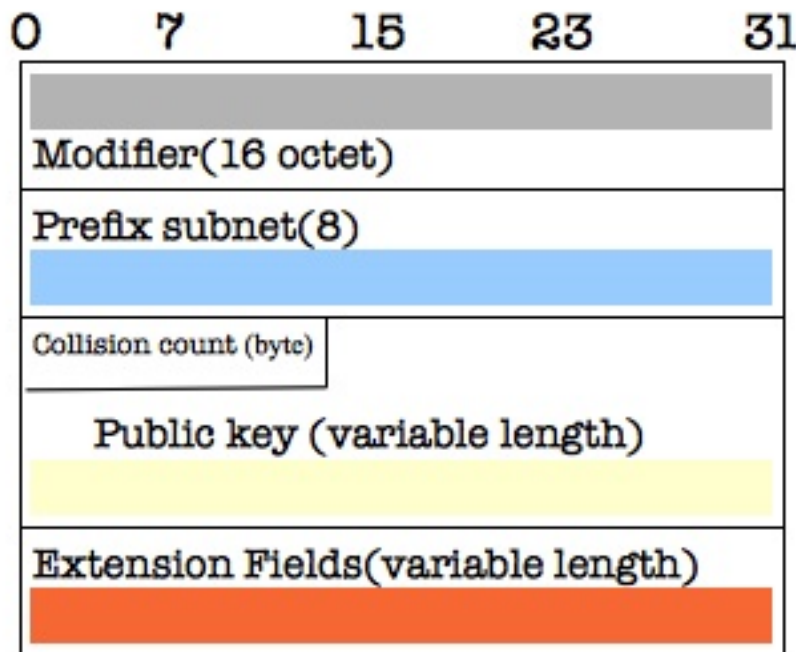 0 7 15 23 31
Modifier(16 octet)
Prefix subnet(8)
Collision count (byte)
Public key (variable length)
Extension Fields(variable length)